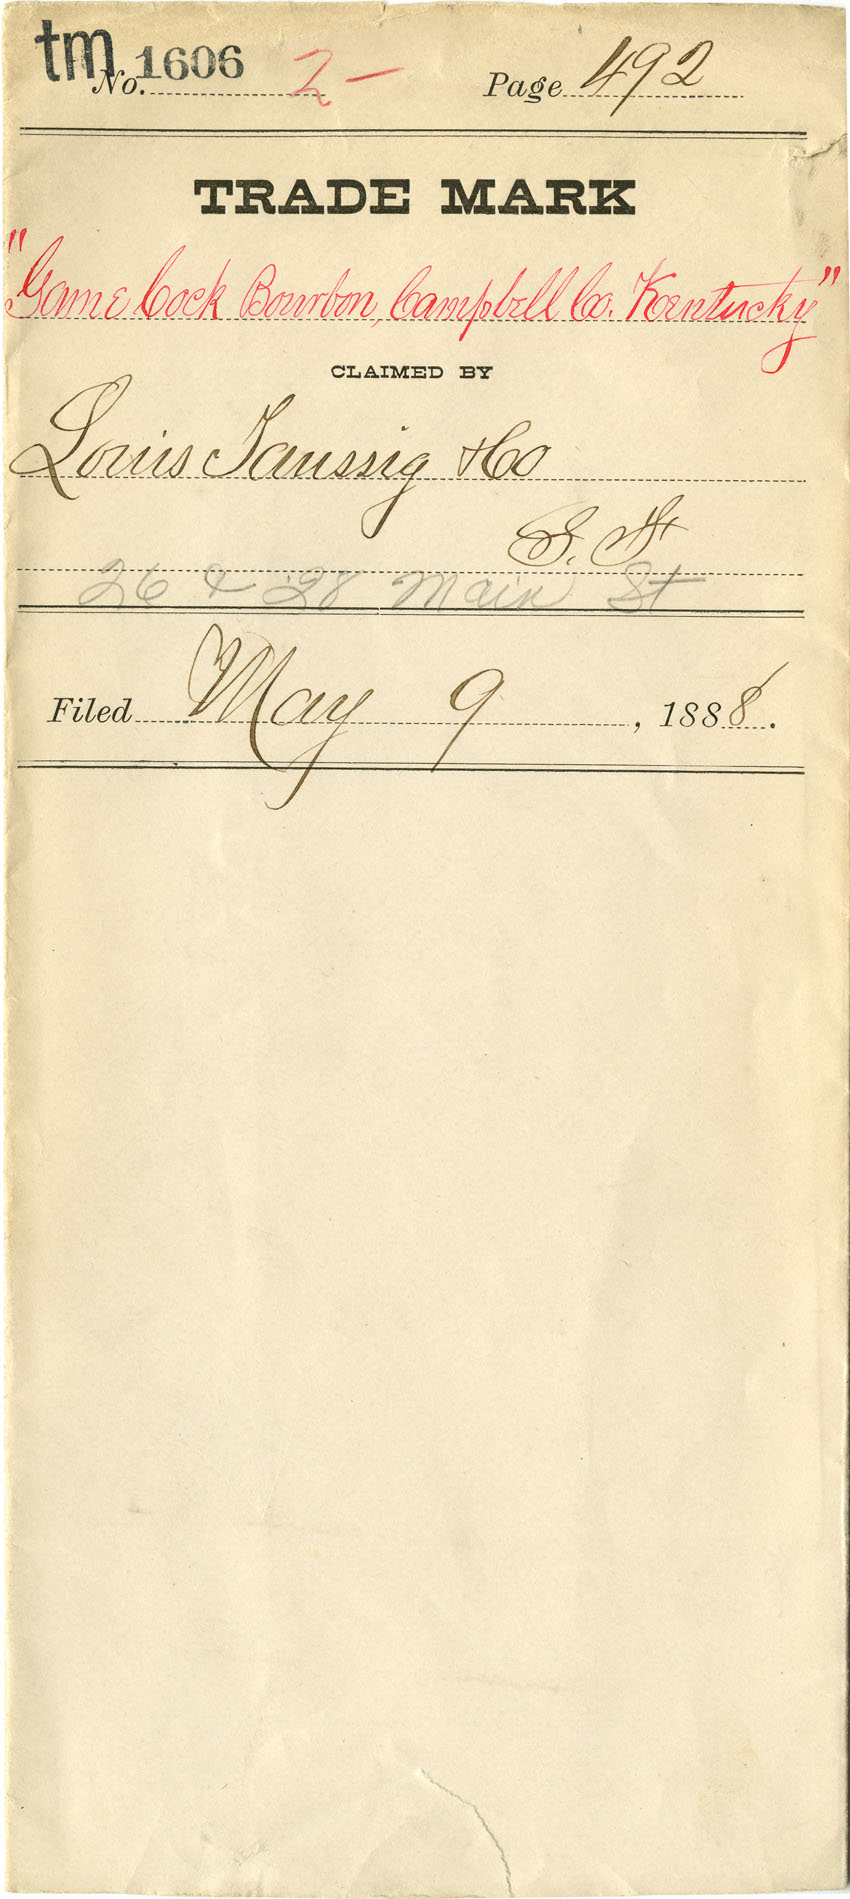 tm No. 1606 2- Page 492
TRADE MARK
"Game Cock Bourbon, Campbell Co. Kentucky"
CLAIMED BY
Louis Taussig & Co
S. F.
26 & 28 Main St
Filed May 9, 1888.